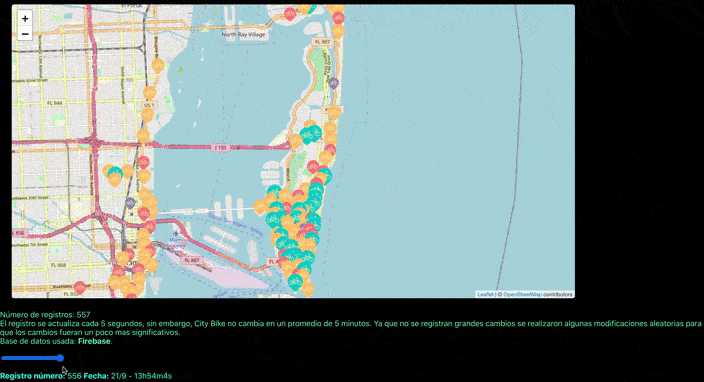 +
−
North Bay Village
FL 907
FL 944
US 1
I 195
FL 887
FL 968
Leaflet | © OpenStreetMap contributors
Número de registros: 557
El registro se actualiza cada 5 segundos, sin embargo, City Bike no cambia en un promedio de 5 minutos. Ya que no se registran grandes cambios se realizaron algunas modificaciones aleatorias para
que los cambios fueran un poco mas significativos.
Base de datos usada: Firebase.
Registro número: 556 Fecha: 21/9 - 13h54m4s